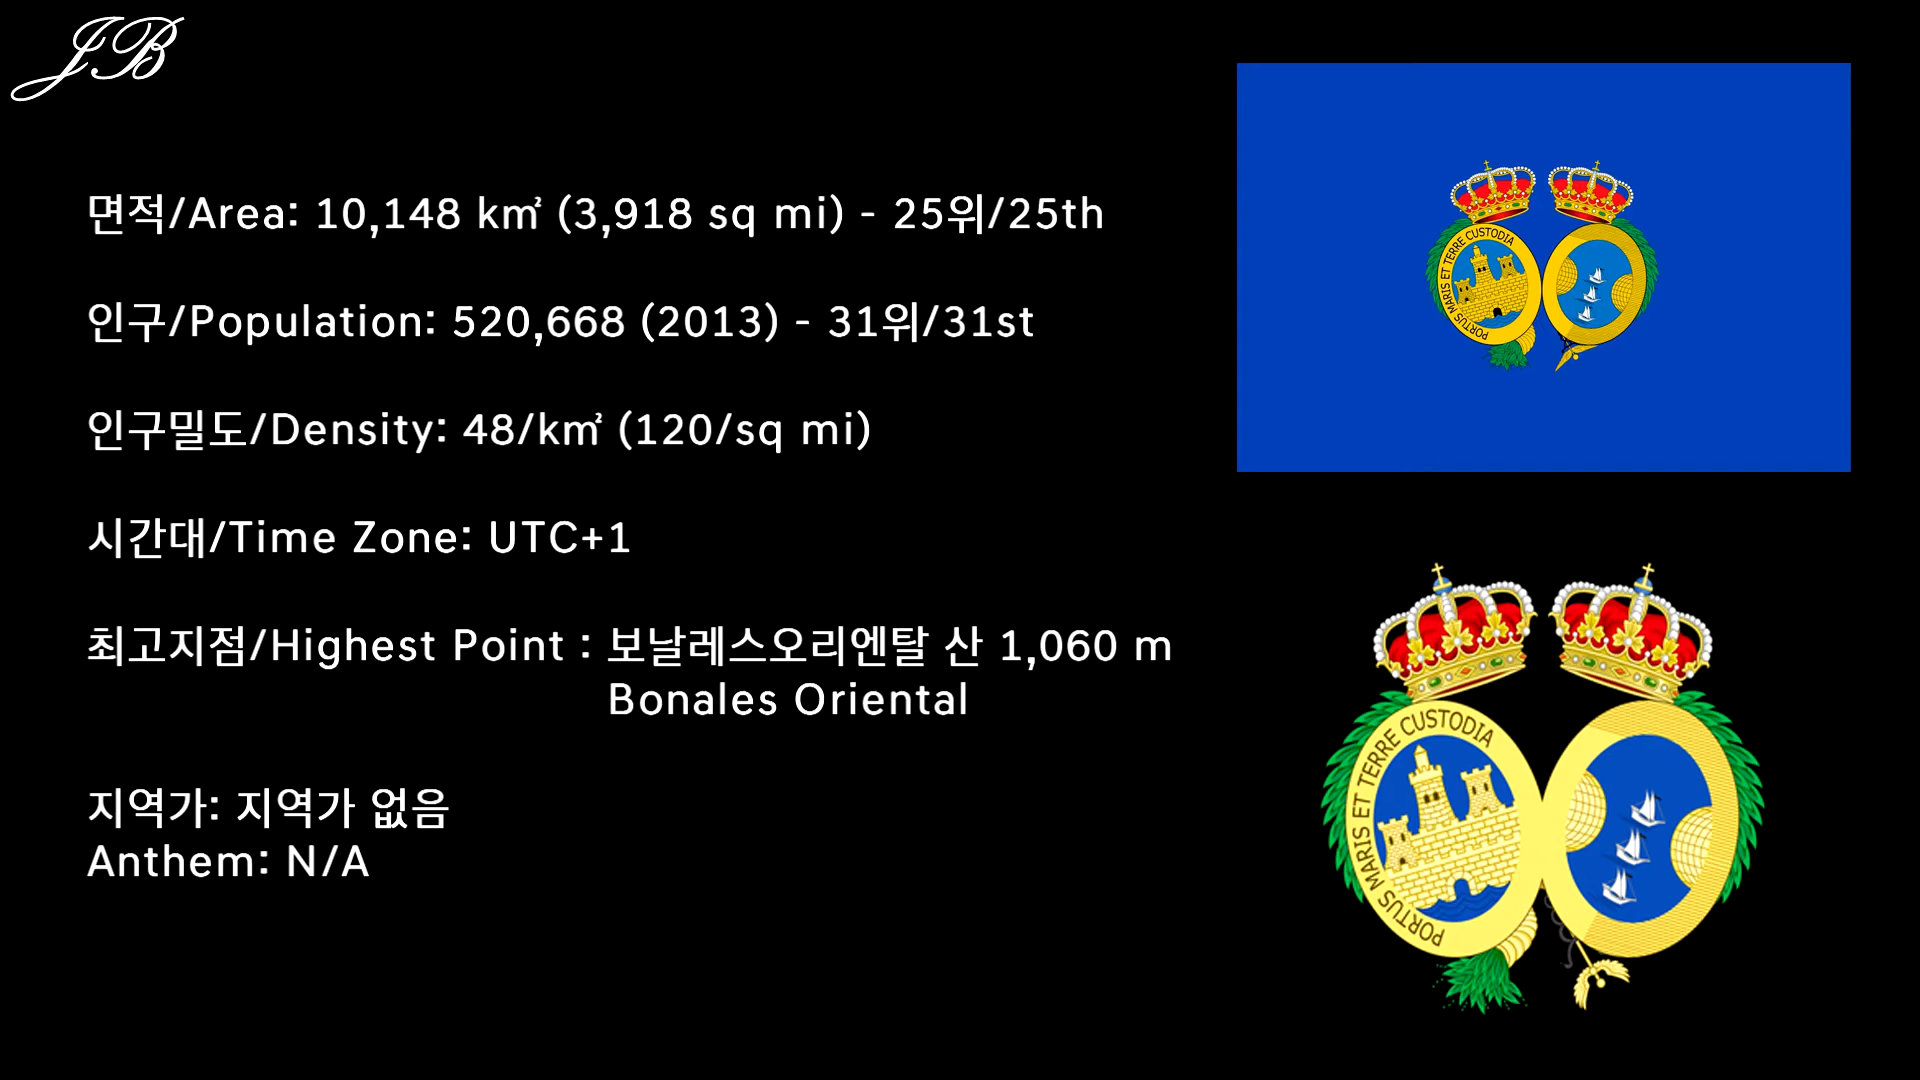 JB
면적/Area: 10,148 ㎢ (3,918 sq mi) - 25위/25th
인구/Population: 520,668 (2013) - 31위/31st
인구밀도/Density: 48/㎢ (120/sq mi)
시간대/Time Zone: UTC+1
최고지점/Highest Point : 보날레스오리엔탈 산 1,060 m
Bonales Oriental
지역가: 지역가 없음
Anthem: N/A
PORTUS MARIS ET TERRE CUSTODIA
PORTUS MARIS ET TERRE CUSTODIA